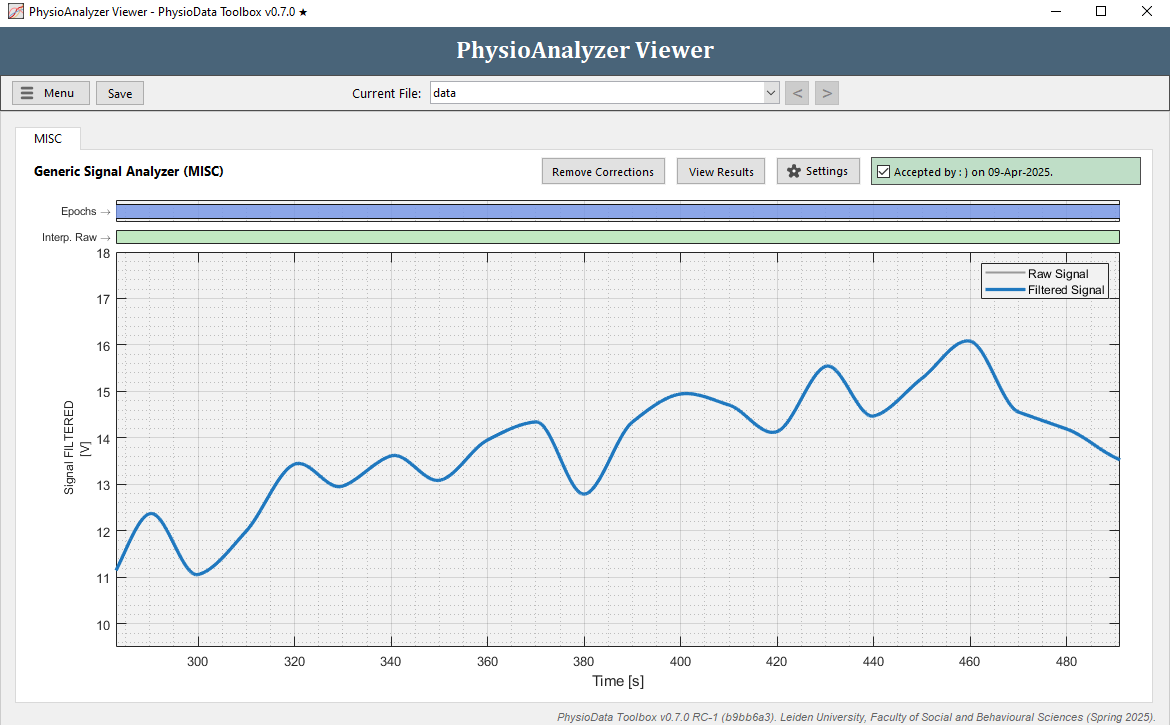 PhysioAnalyzer Viewer - PhysioData Toolbox v0.7.0 ★
PhysioAnalyzer Viewer
Menu Save Current File: data < >
MISC
Generic Signal Analyzer (MISC) Remove Corrections View Results Settings Accepted by : ) on 09-Apr-2025.
Epochs →
Interp. Raw →
18
17
16
15
14
13
12
11
10
Signal FILTERED
[V]
Raw Signal
Filtered Signal
300 320 340 360 380 400 420 440 460 480
Time [s]
PhysioData Toolbox v0.7.0 RC-1 (b9bb6a3). Leiden University, Faculty of Social and Behavioural Sciences (Spring 2025).